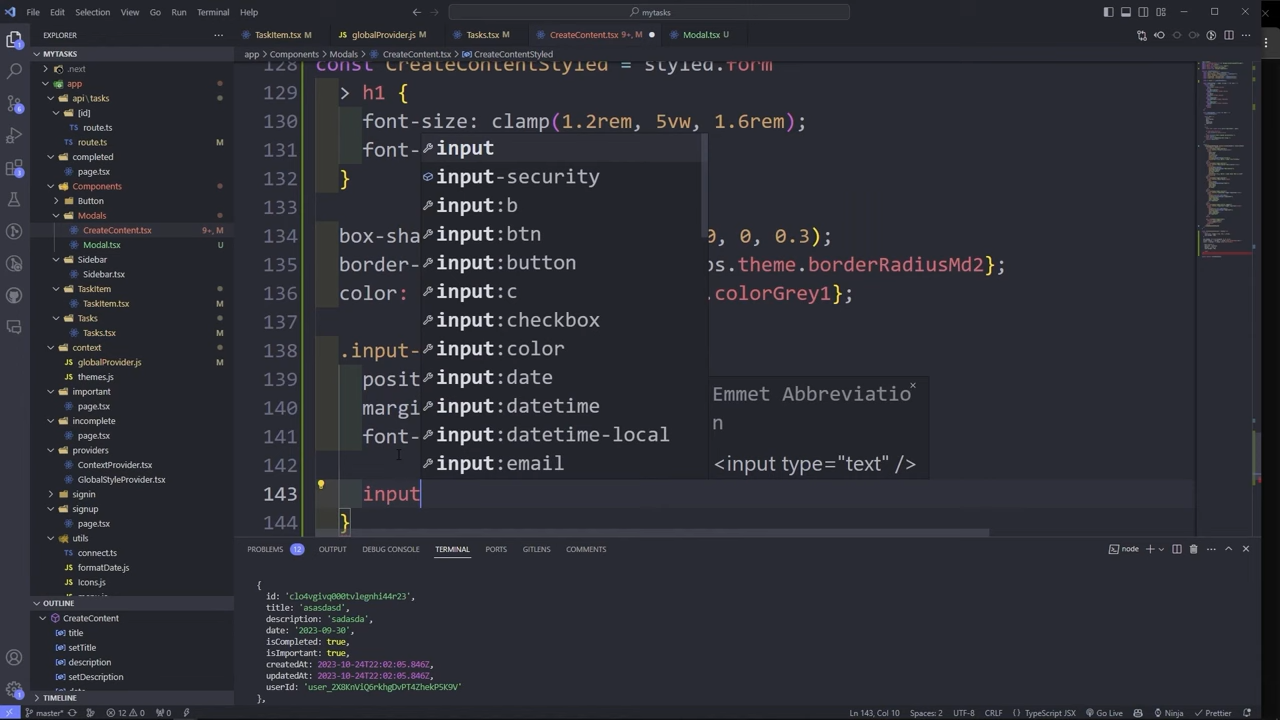 File Edit Selection View Go Run Terminal Help
mytasks
EXPLORER
TaskItem.tsx M
globalProvider.js M
Tasks.tsx M
CreateContent.tsx 9+, M
Modal.tsx U
MYTASKS
app > Components > Modals > CreateContent.tsx > CreateContentStyled
.next
app
api\tasks
[id]
route.ts
route.ts M
completed
page.tsx
Components
Button
Modals
CreateContent.tsx 9+, M
Modal.tsx U
Sidebar
Sidebar.tsx
TaskItem
TaskItem.tsx M
Tasks
Tasks.tsx M
context
globalProvider.js M
themes.js
important
page.tsx
incomplete
page.tsx
providers
ContextProvider.tsx
GlobalStyleProvider.tsx
signin
signup
page.tsx
utils
connect.ts
formatDate.js
Icons.js
128 const CreateContentStyled = styled.form
129 > h1 {
130 font-size: clamp(1.2rem, 5vw, 1.6rem);
131 font-
132 }
133
134 box-sha 0, 0, 0.3);
135 border- ps.theme.borderRadiusMd2};
136 color: .colorGrey1};
137
138 .input-
139 posit
140 margi
141 font-
142
143 input
144 }
input
input-security
input:b
input:btn
input:button
input:c
input:checkbox
input:color
input:date
input:datetime
input:datetime-local
input:email
Emmet Abbreviatio
n
<input type="text" />
OUTLINE
CreateContent
title
setTitle
description
setDescription
TIMELINE
PROBLEMS 12 OUTPUT DEBUG CONSOLE TERMINAL PORTS GITLENS COMMENTS
node
{
id: 'clo4vgivq000tvlegnhi44r23',
title: 'asasdasd',
description: 'sadasda',
date: '2023-09-30',
isCompleted: true,
isImportant: true,
createdAt: 2023-10-24T22:02:05.846Z,
updatedAt: 2023-10-24T22:02:05.846Z,
userId: 'user_2X8KnViQ6rkhgDvPT4ZhekP5K9V'
},
master* 12 0 8 Ln 143, Col 10 Spaces: 2 UTF-8 CRLF TypeScript JSX Go Live Ninja Prettier